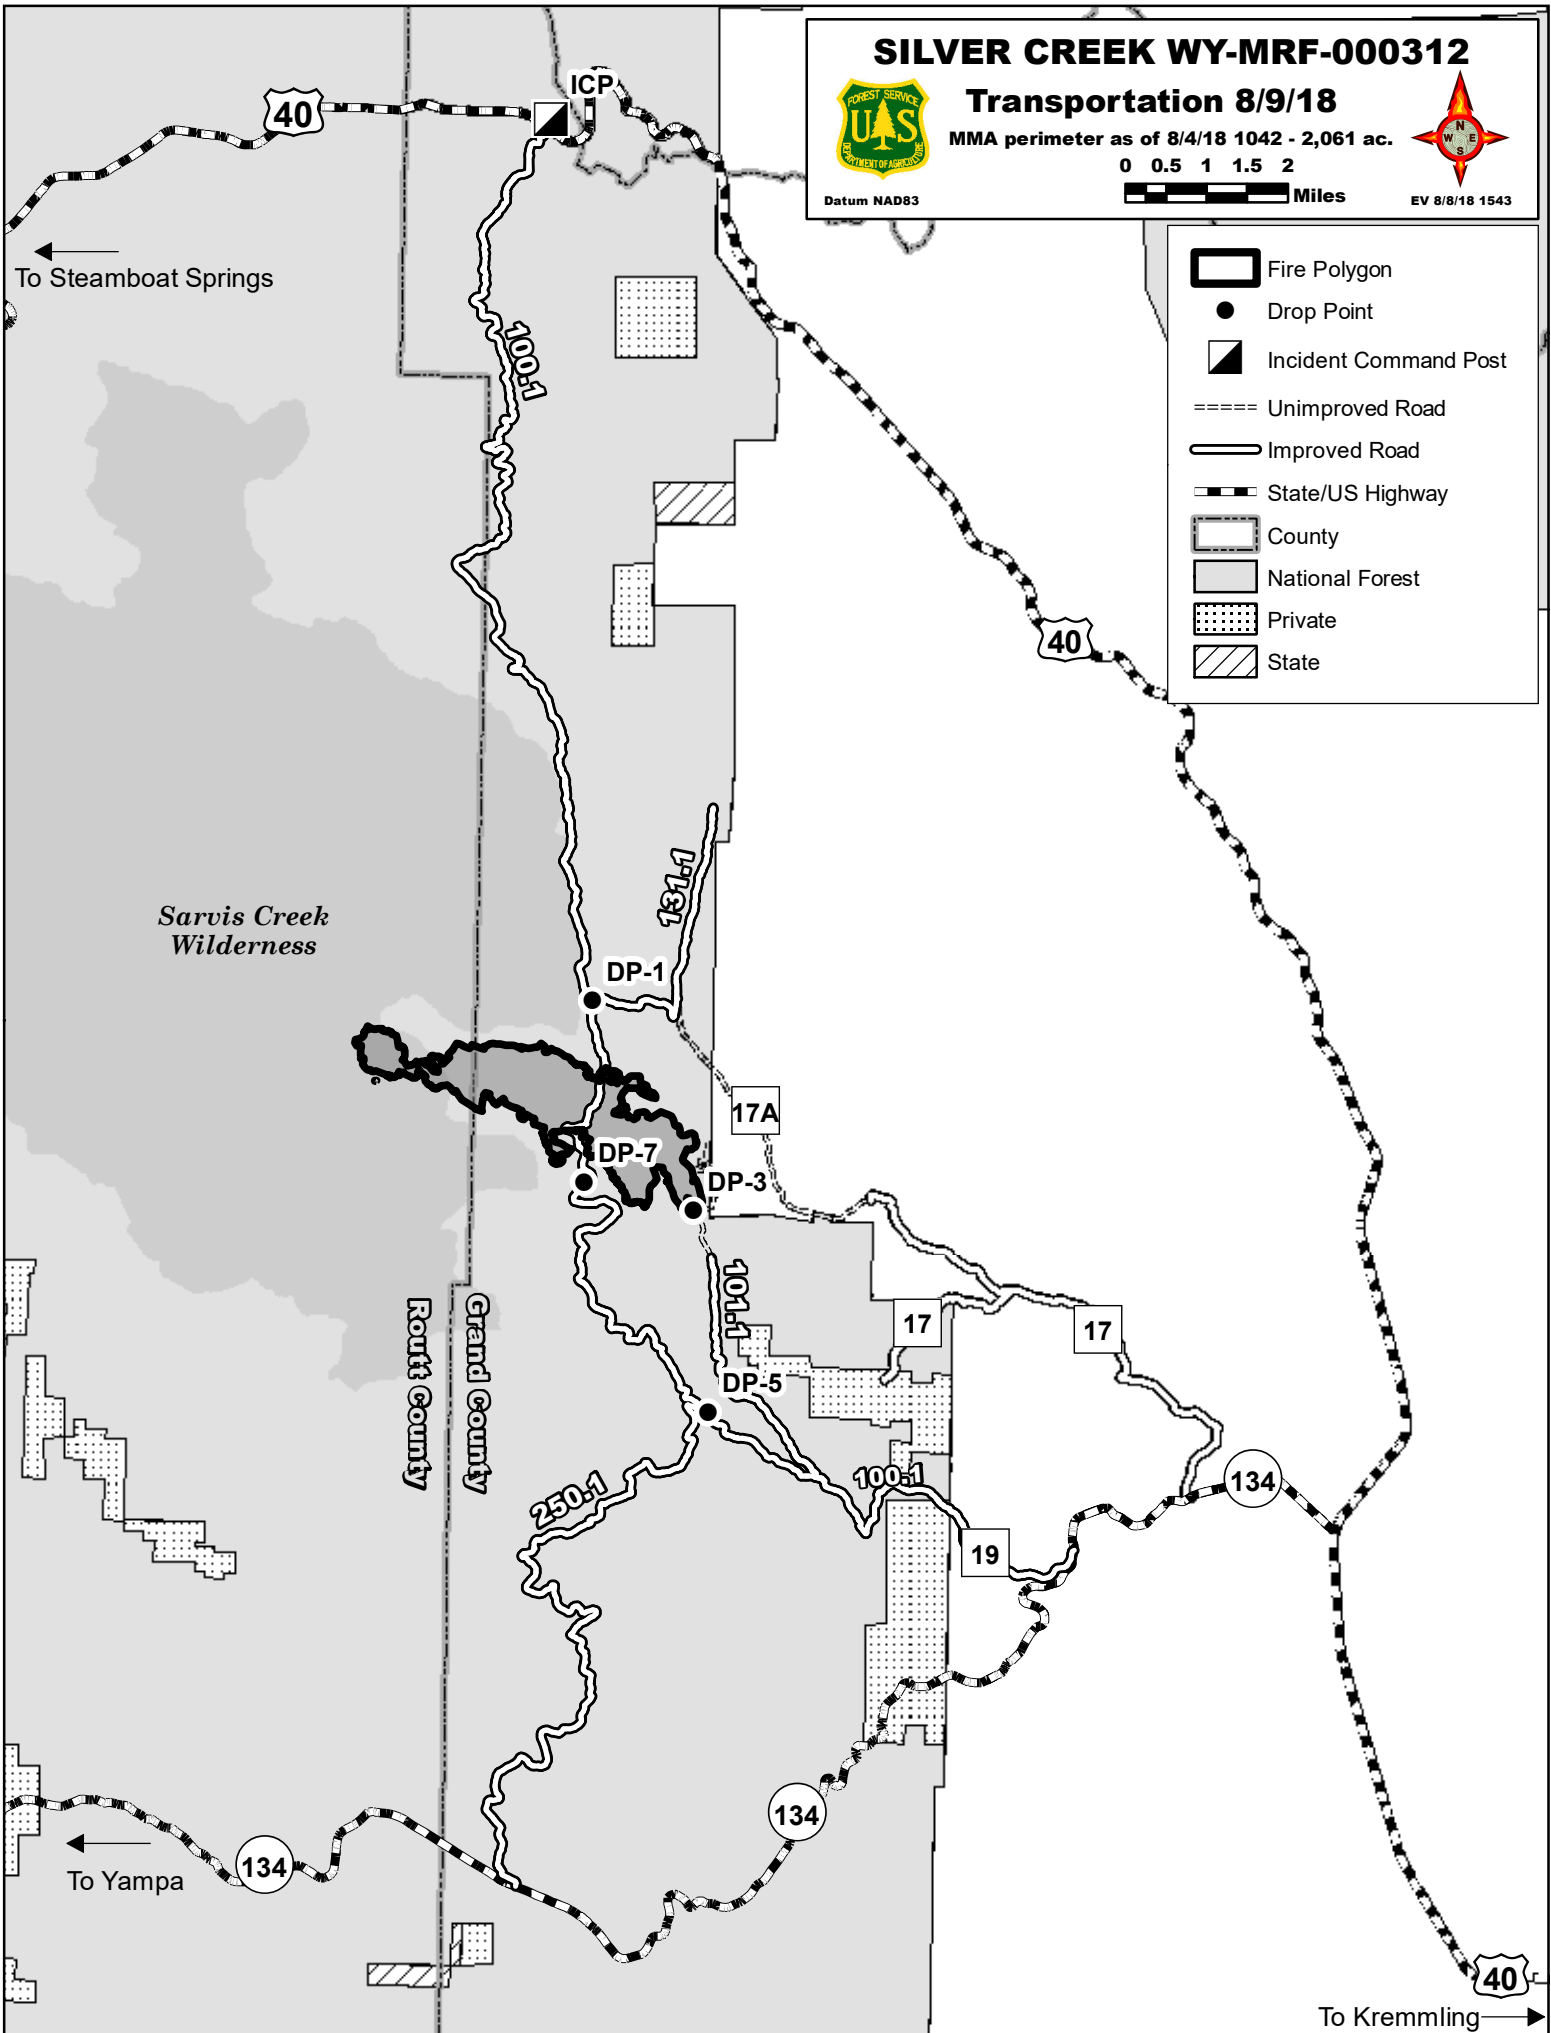 SILVER CREEK WY-MRF-000312
Transportation 8/9/18
MMA perimeter as of 8/4/18 1042 - 2,061 ac.
0 0.5 1 1.5 2
Miles
FOREST SERVICE
U S
DEPARTMENT OF AGRICULTURE
N
W E
S
Datum NAD83
EV 8/8/18 1543
Fire Polygon
Drop Point
Incident Command Post
Unimproved Road
Improved Road
State/US Highway
County
National Forest
Private
State
ICP
40
To Steamboat Springs
100.1
40
131.1
Sarvis Creek
Wilderness
DP-1
17A
DP-7
DP-3
101.1
Routt County
Grand County
17
17
DP-5
100.1
134
250.1
19
134
134
To Yampa
40
To Kremmling